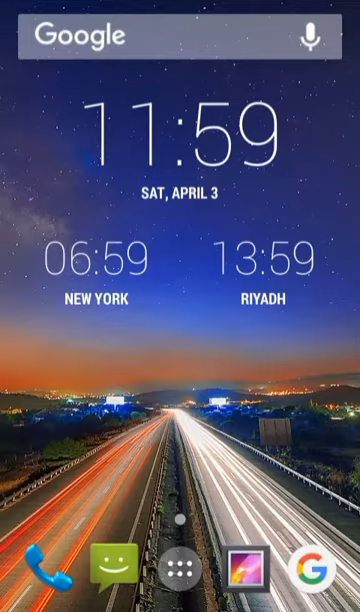 Google
11:59
SAT, APRIL 3
06:59
13:59
NEW YORK
RIYADH
G